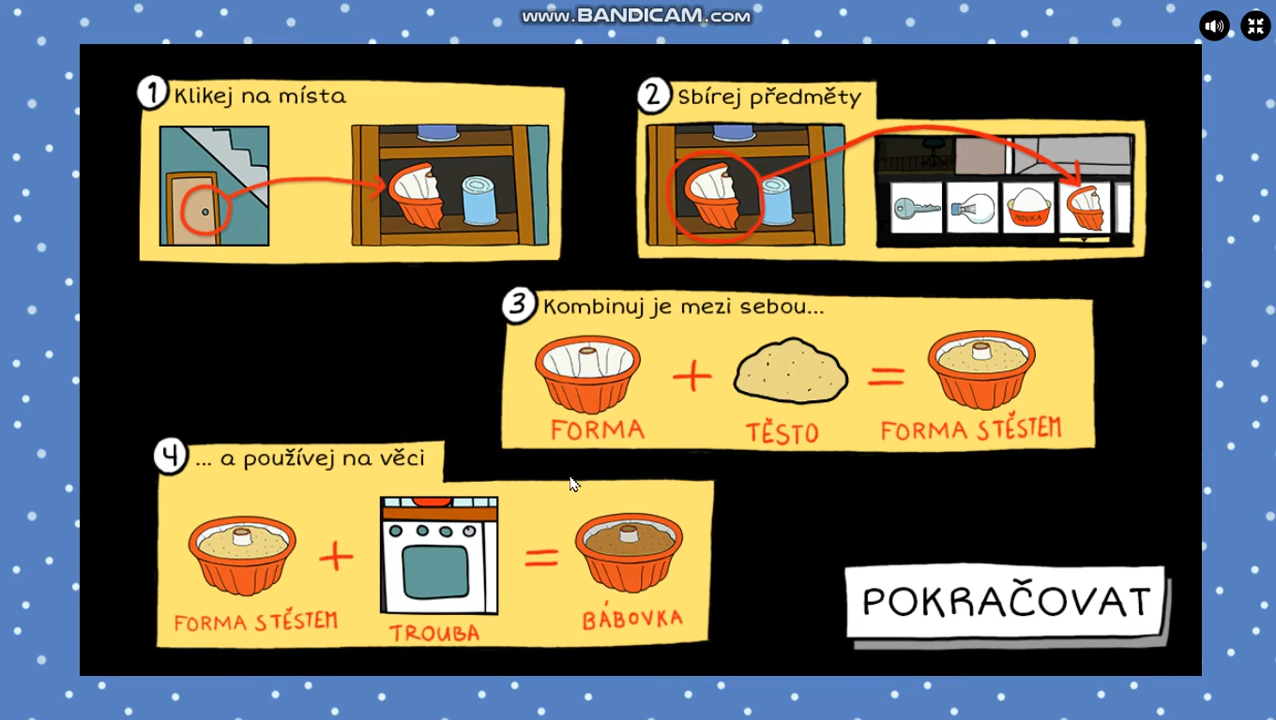 www.BANDICAM.com
1 Klikej na místa
2 Sbírej předměty
MOUKA
3 Kombinuj je mezi sebou...
FORMA + TĚSTO = FORMA S TĚSTEM
4 ... a používej na věci
FORMA S TĚSTEM + TROUBA = BÁBOVKA
POKRAČOVAT